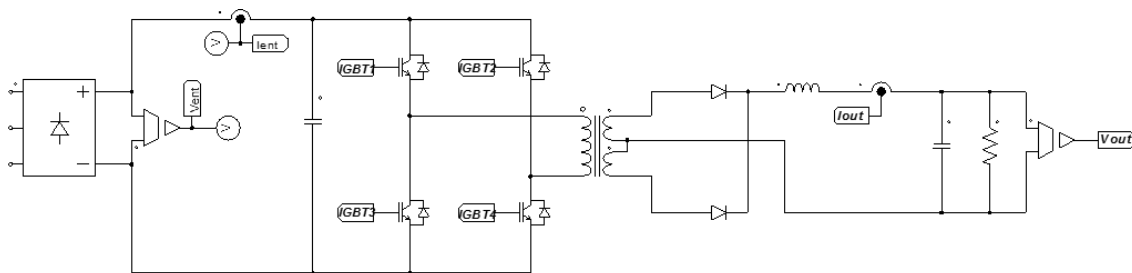 V
Ient
Vent
V
IGBT1
IGBT2
IGBT3
IGBT4
Iout
Vout